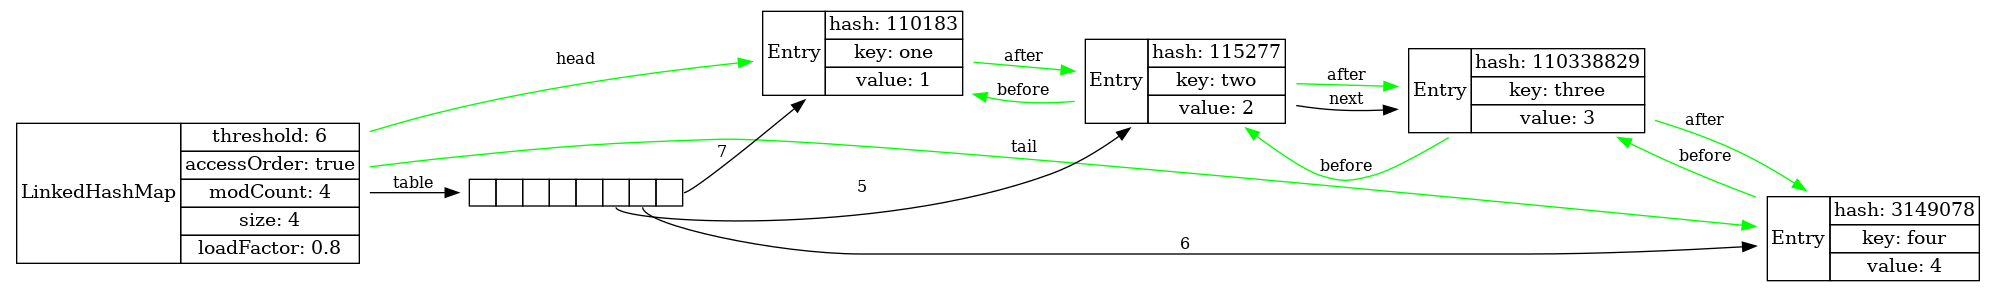 LinkedHashMap
threshold: 6
accessOrder: true
modCount: 4
size: 4
loadFactor: 0.8
head
tail
table
7
5
6
Entry
hash: 110183
key: one
value: 1
after
before
Entry
hash: 115277
key: two
value: 2
after
next
before
Entry
hash: 110338829
key: three
value: 3
after
before
Entry
hash: 3149078
key: four
value: 4